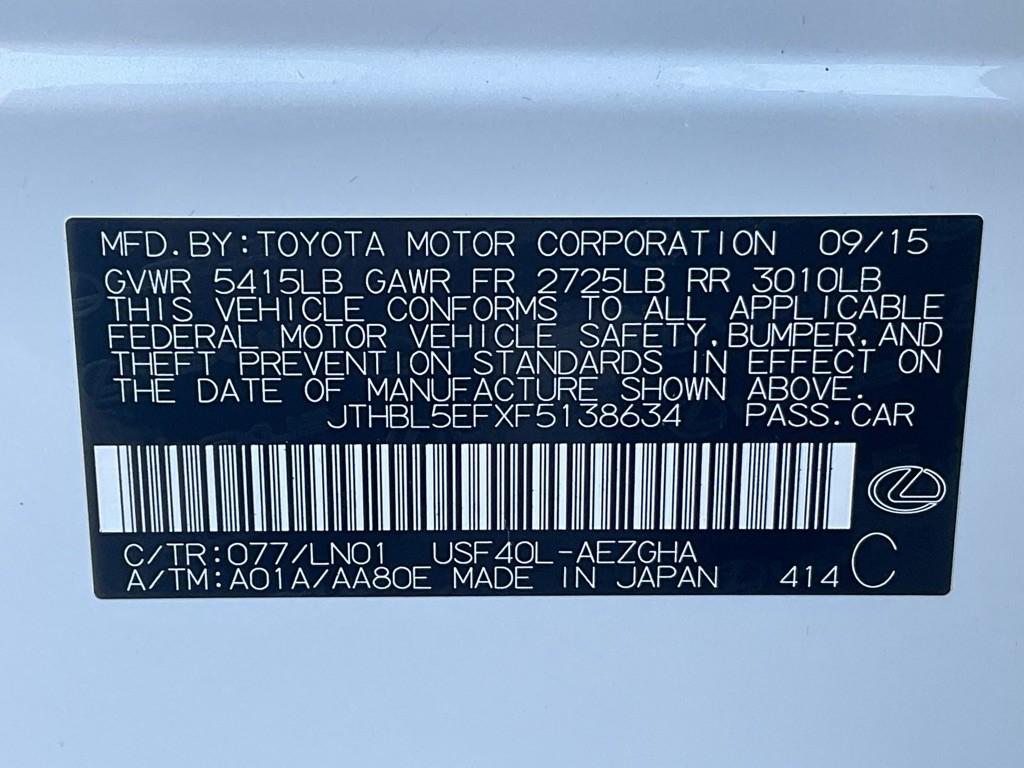 MFD. BY: TOYOTA MOTOR CORPORATION 09/15
GVWR 5415LB GAWR FR 2725LB RR 3010LB
THIS VEHICLE CONFORMS TO ALL APPLICABLE
FEDERAL MOTOR VEHICLE SAFETY, BUMPER, AND
THEFT PREVENTION STANDARDS IN EFFECT ON
THE DATE OF MANUFACTURE SHOWN ABOVE.
JTHBL5EFXF5138634 PASS. CAR
C/TR: 077/LN01 USF40L-AEZGHA
A/TM: A01A/AA80E MADE IN JAPAN 414 C